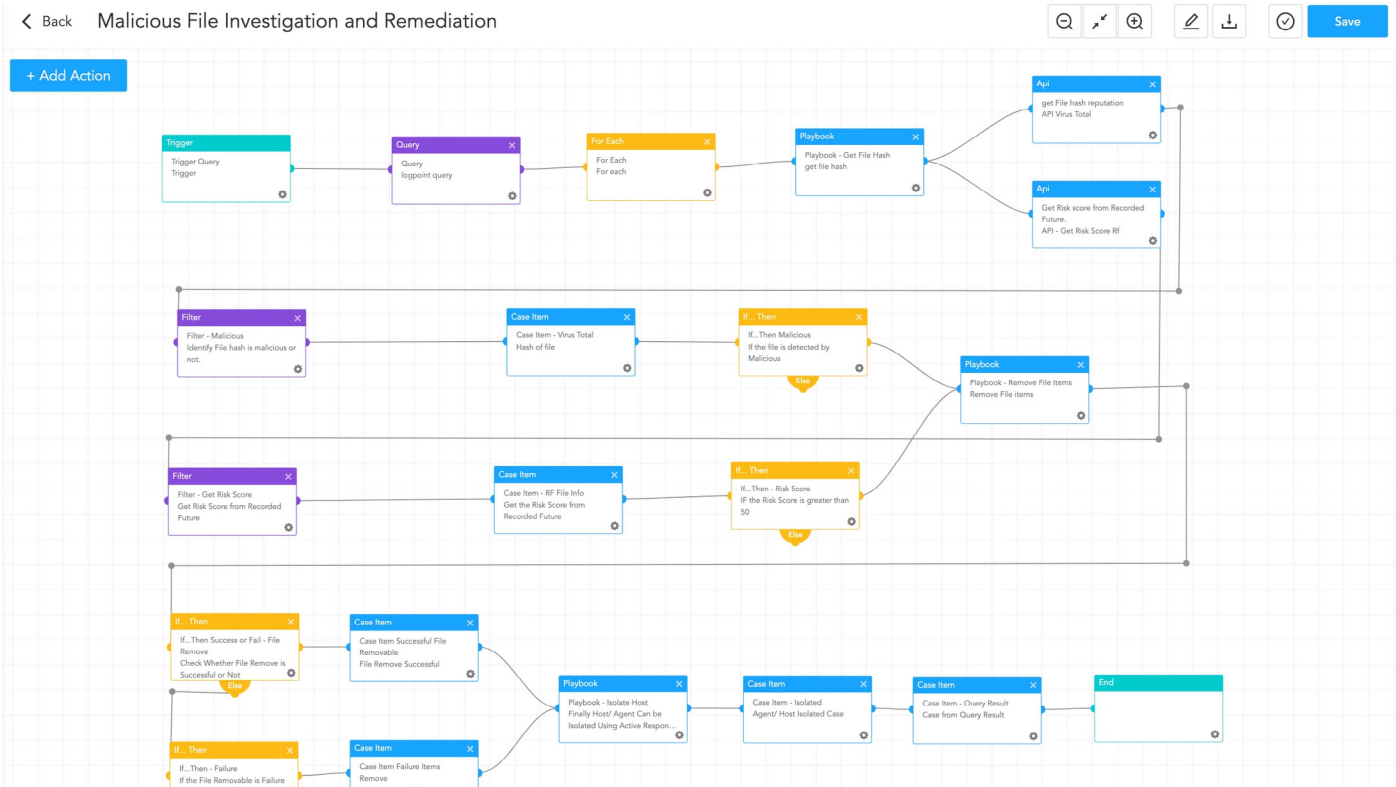 Back
Malicious File Investigation and Remediation
Save
+ Add Action
Trigger
Trigger Query
Trigger
Query
Query
logpoint query
For Each
For Each
For each
Playbook
Playbook - Get File Hash
get file hash
Api
get File hash reputation
API Virus Total
Api
Get Risk score from Recorded
Future.
API - Get Risk Score Rf
Filter
Filter - Malicious
Identify File hash is malicious or
not.
Case Item
Case Item - Virus Total
Hash of file
If... Then
If...Then Malicious
If the file is detected by
Malicious
Else
Playbook
Playbook - Remove File Items
Remove File items
Filter
Filter - Get Risk Score
Get Risk Score from Recorded
Future
Case Item
Case Item - RF File Info
Get the Risk Score from
Recorded Future
If... Then
If...Then - Risk Score
IF the Risk Score is greater than
50
Else
If... Then
If...Then Success or Fail - File
Remove
Check Whether File Remove is
Successful or Not
Else
Case Item
Case Item Successful File
Removable
File Remove Successful
Playbook
Playbook - Isolate Host
Finally Host/ Agent Can be
Isolated Using Active Respon...
Case Item
Case Item - Isolated
Agent/ Host Isolated Case
Case Item
Case Item - Query Result
Case from Query Result
End
If... Then
If...Then - Failure
If the File Removable is Failure
Case Item
Case Item Failure Items
Remove